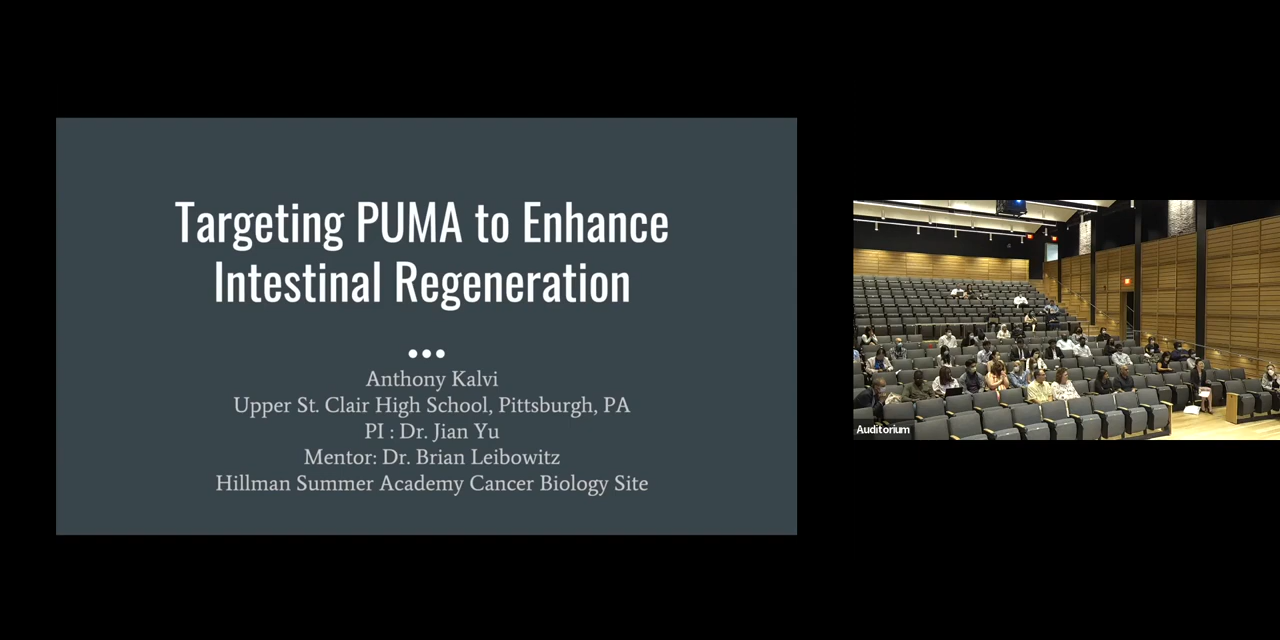 Targeting PUMA to Enhance
Intestinal Regeneration
Anthony Kalvi
Upper St. Clair High School, Pittsburgh, PA
PI : Dr. Jian Yu
Mentor: Dr. Brian Leibowitz
Hillman Summer Academy Cancer Biology Site
Auditorium